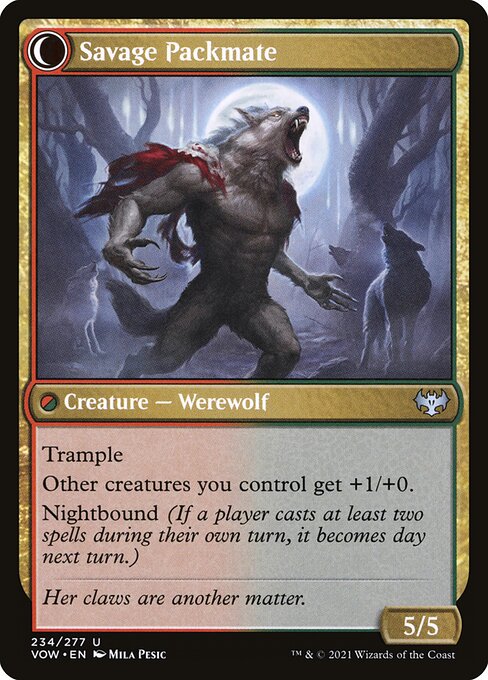 Savage Packmate
Creature — Werewolf
Trample
Other creatures you control get +1/+0.
Nightbound (If a player casts at least two
spells during their own turn, it becomes day
next turn.)
Her claws are another matter.
5/5
234/277 U
VOW • EN Mila Pesic
™ & © 2021 Wizards of the Coast